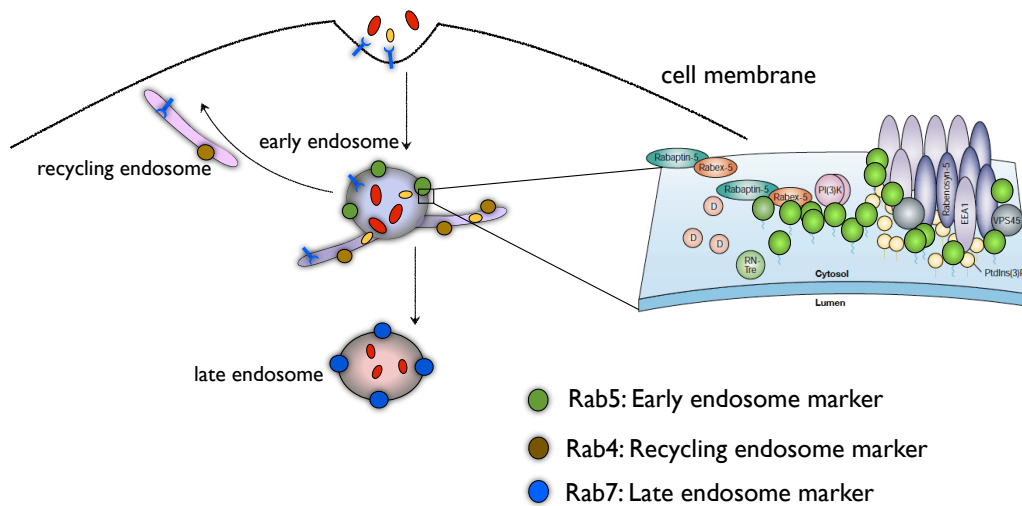 cell membrane
early endosome
recycling endosome
late endosome
Rabaptin-5
Rabex-5
Rabaptin-5
Rabex-5
PI(3)K
D
D
D
RN-
Tre
Rabenosyn-5
EEA1
VPS45
PtdIns(3)P
Cytosol
Lumen
Rab5: Early endosome marker
Rab4: Recycling endosome marker
Rab7: Late endosome marker